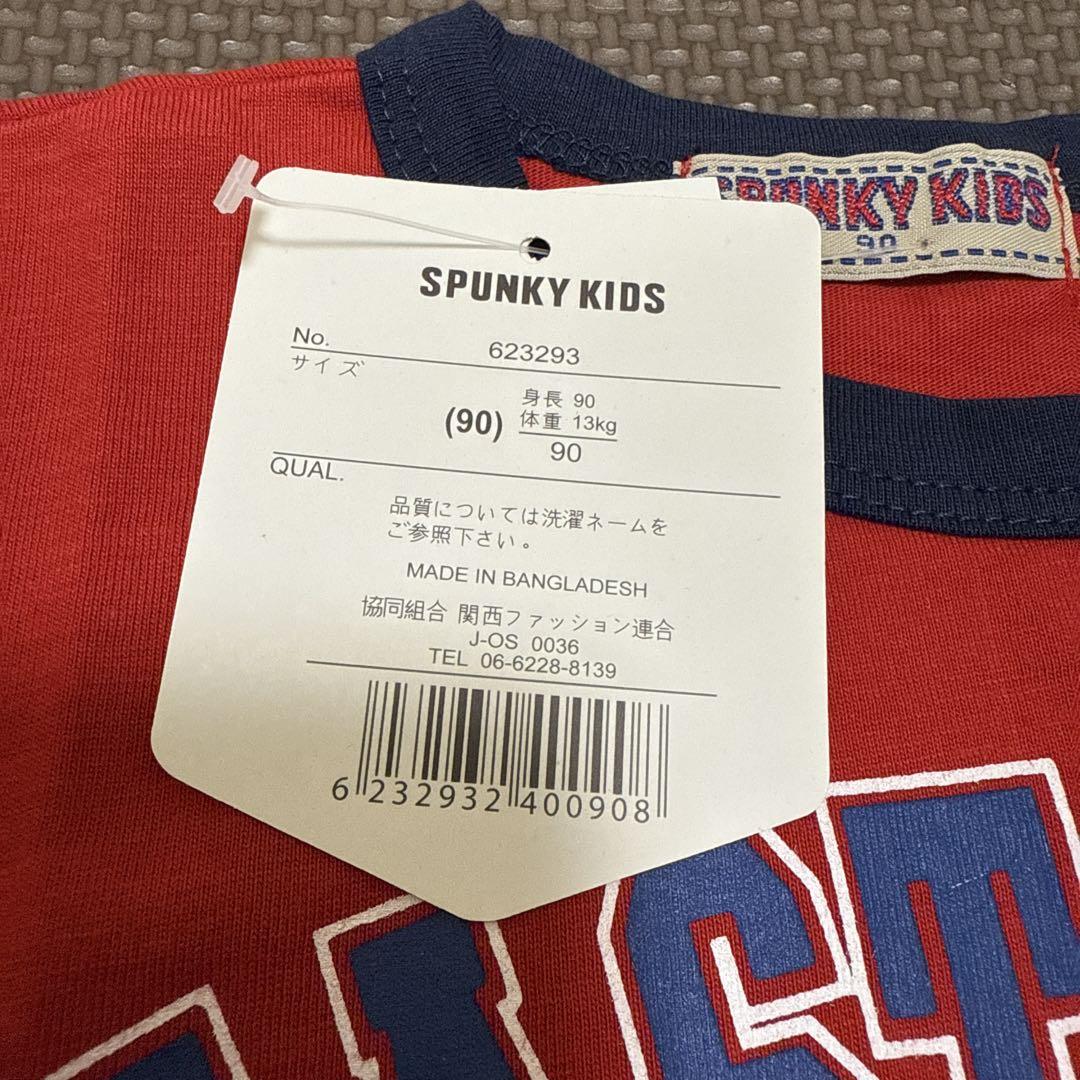 SPUNKY KIDS
90
SPUNKY KIDS
No. 623293
サイズ
(90) 身長 90
体重 13kg
90
QUAL.
品質については洗濯ネームを
ご参照下さい。
MADE IN BANGLADESH
協同組合 関西ファッション連合
J-OS 0036
TEL 06-6228-8139
6 232932 400908